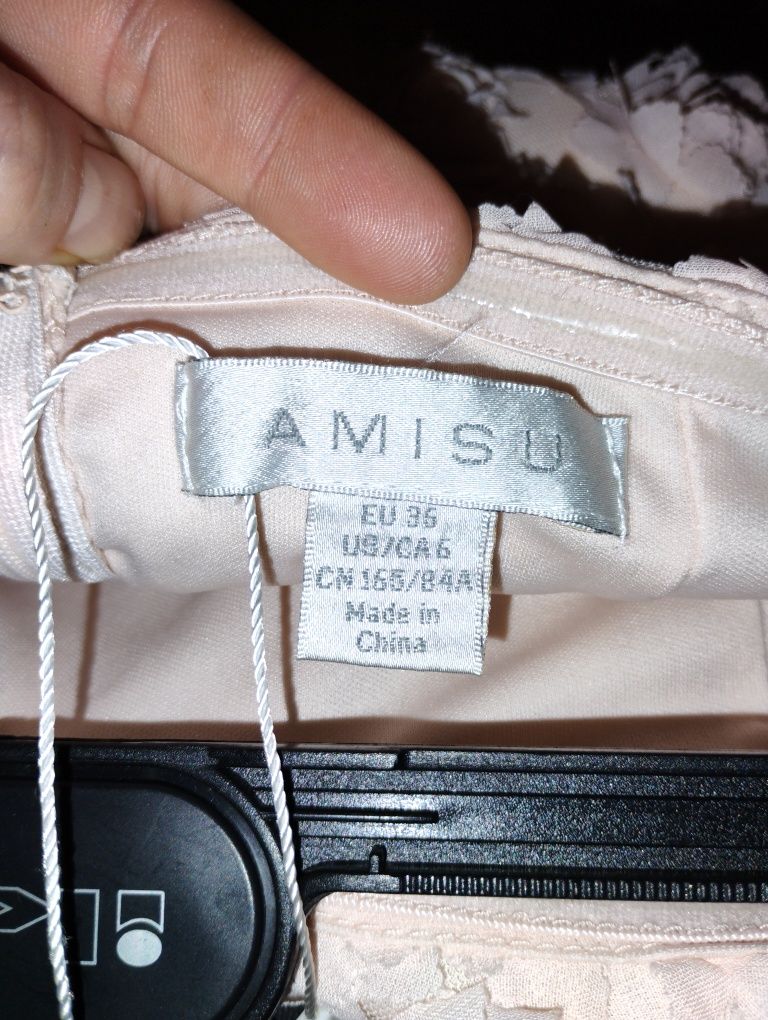 AMISU
EU 36
US/CA 6
CN 165/84A
Made in
China